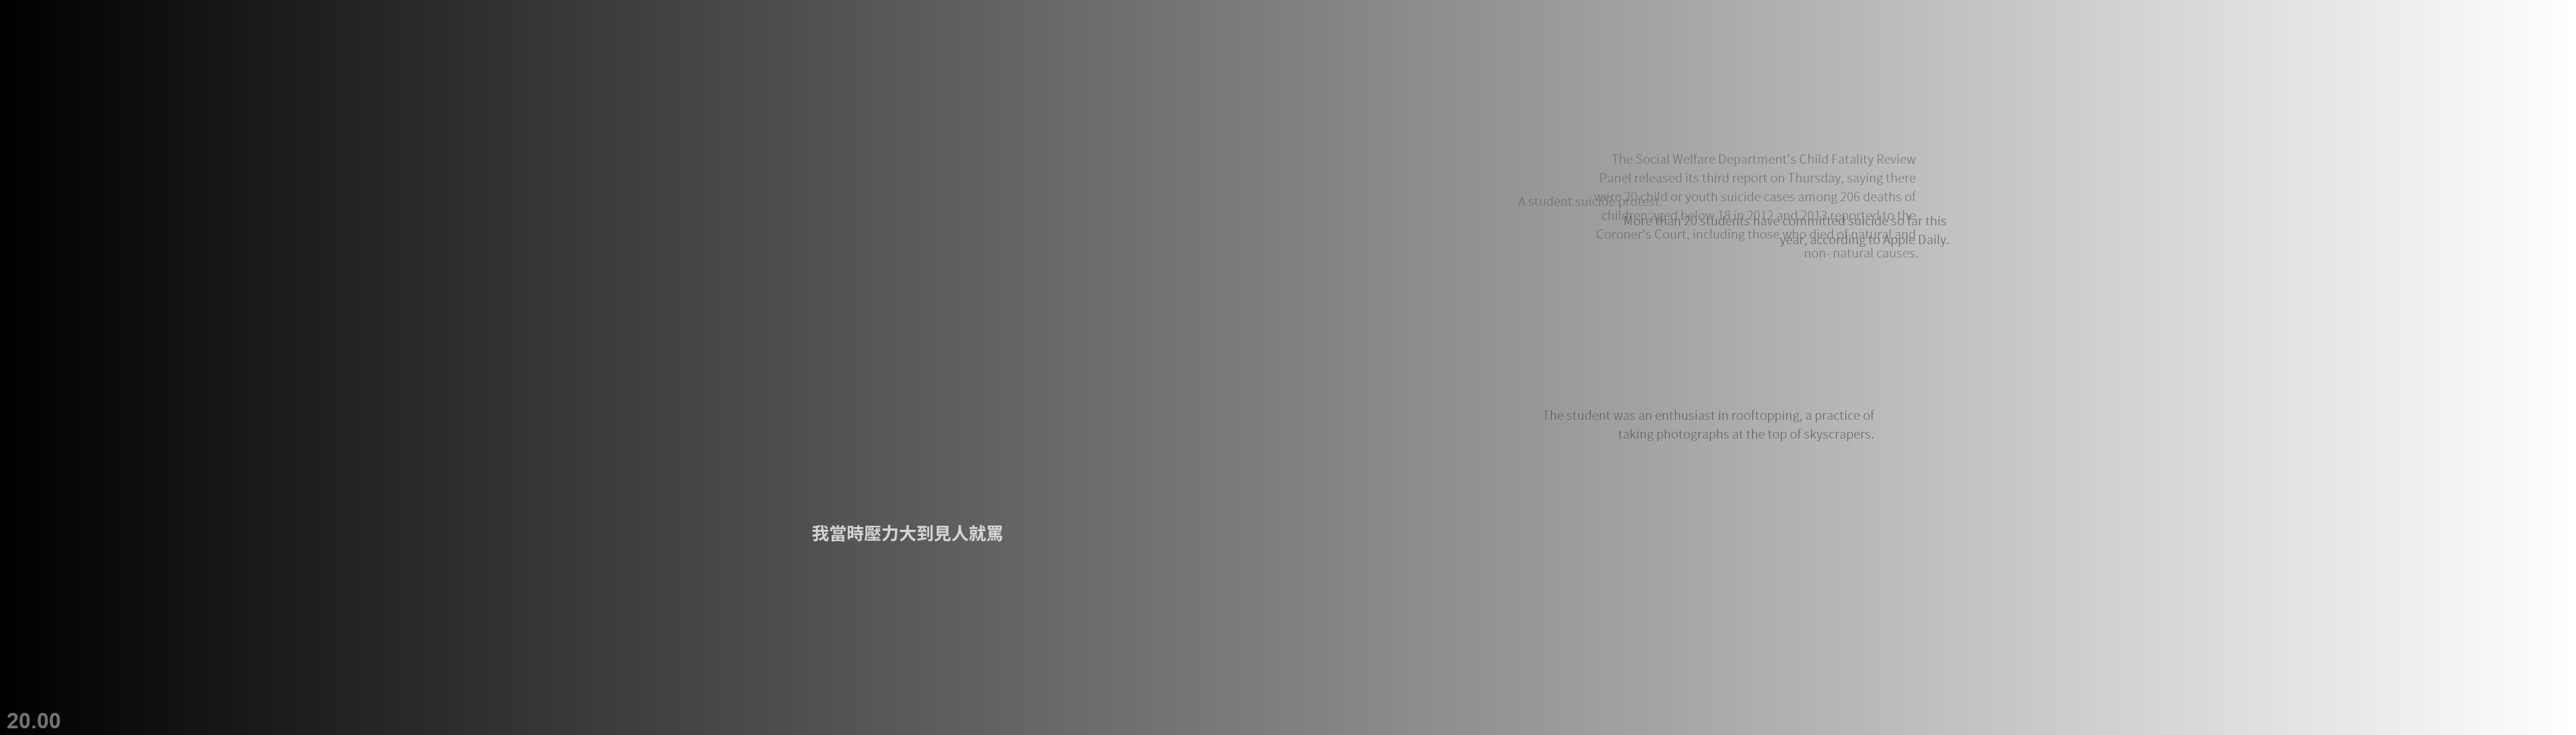 The Social Welfare Department's Child Fatality Review
Panel released its third report on Thursday, saying there
were 20 child or youth suicide cases among 206 deaths of
children aged below 18 in 2012 and 2013 reported to the
Coroner's Court, including those who died of natural and
non- natural causes.
A student suicide protest.
More than 20 students have committed suicide so far this
year, according to Apple Daily.
The student was an enthusiast in rooftopping, a practice of
taking photographs at the top of skyscrapers.
我當時壓力大到見人就罵
20.00